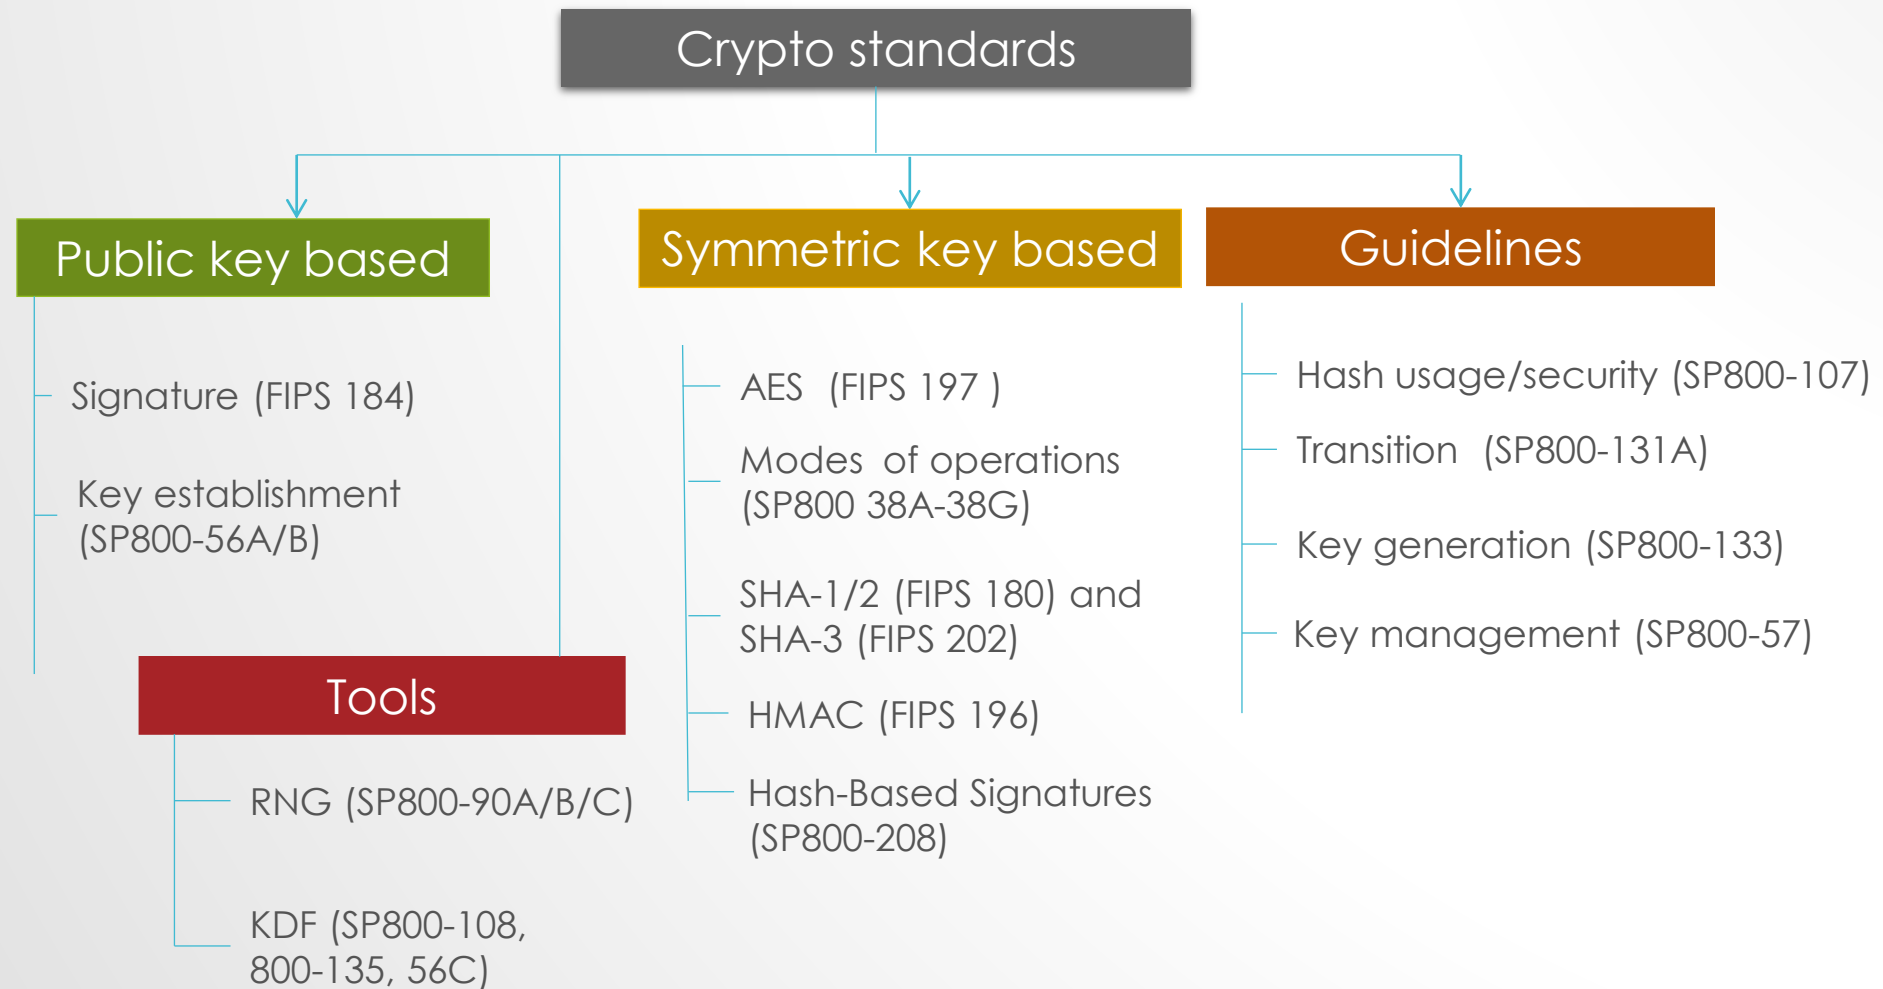 Crypto standards
Public key based
Signature (FIPS 184)
Key establishment
(SP800-56A/B)
Tools
RNG (SP800-90A/B/C)
KDF (SP800-108,
800-135, 56C)
Symmetric key based
AES (FIPS 197 )
Modes of operations
(SP800 38A-38G)
SHA-1/2 (FIPS 180) and
SHA-3 (FIPS 202)
HMAC (FIPS 196)
Hash-Based Signatures
(SP800-208)
Guidelines
Hash usage/security (SP800-107)
Transition (SP800-131A)
Key generation (SP800-133)
Key management (SP800-57)